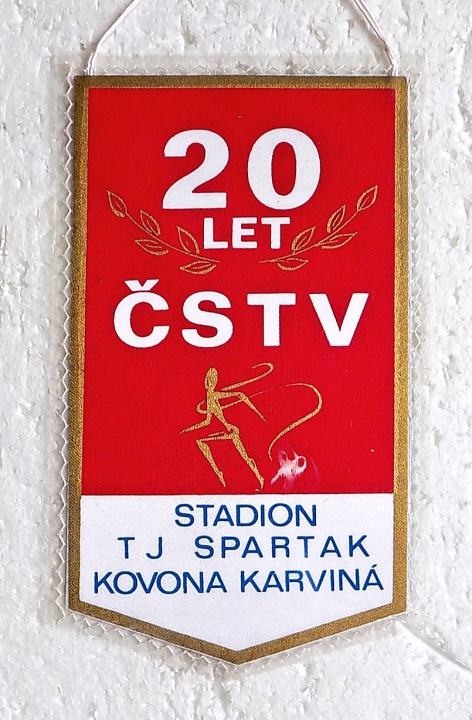 20
LET
ČSTV
STADION
TJ SPARTAK
KOVONA KARVINÁ